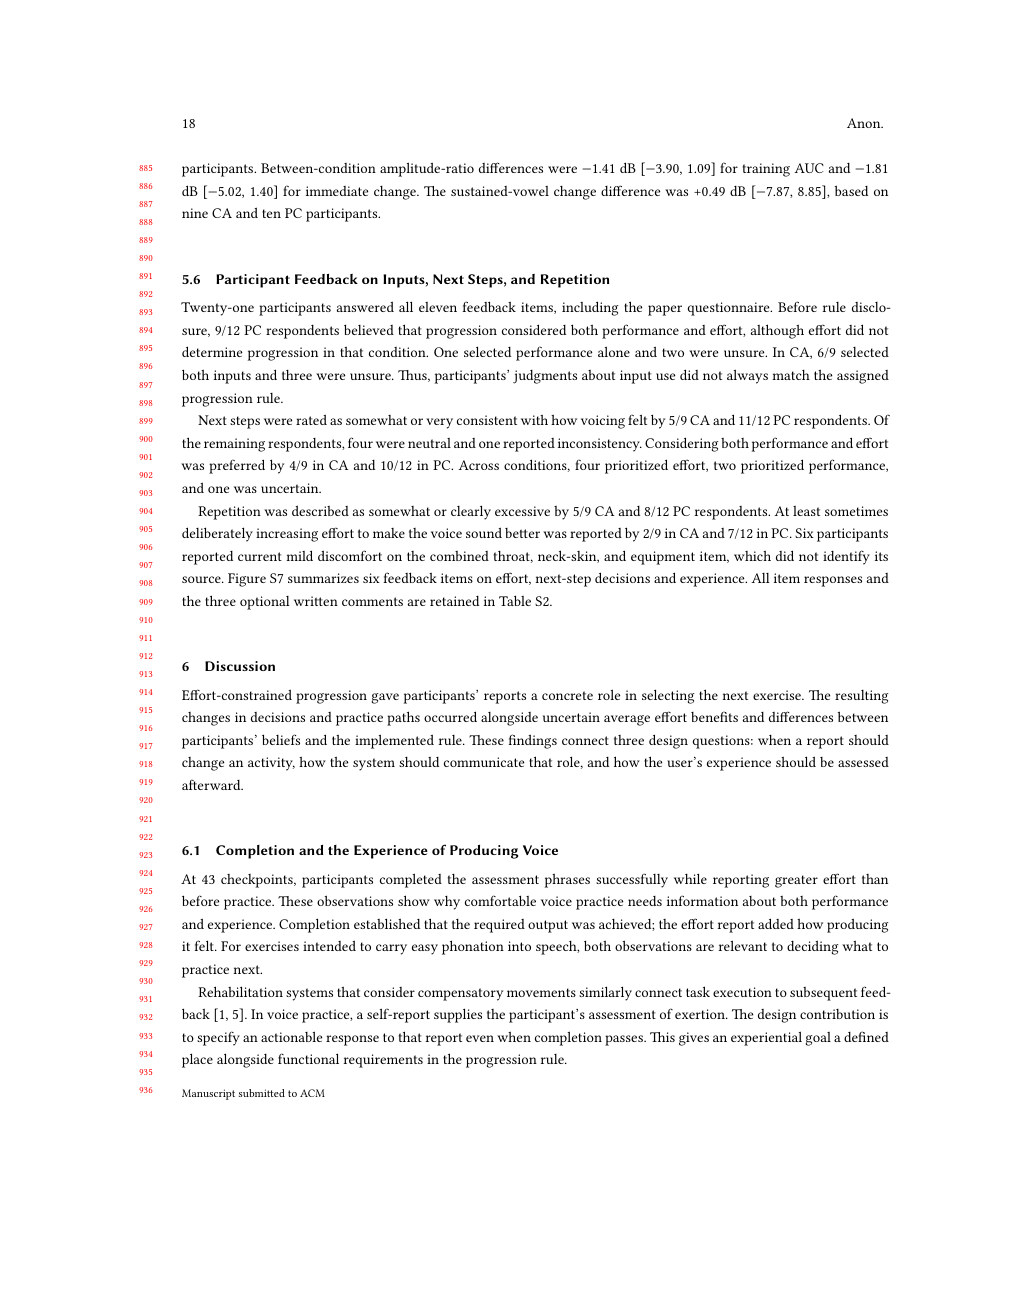 18
Anon.
885
886
887
888
889
890
891
892
893
894
895
896
897
898
899
900
901
902
903
904
905
906
907
908
909
910
911
912
913
914
915
916
917
918
919
920
921
922
923
924
925
926
927
928
929
930
931
932
933
934
935
936
participants. Between-condition amplitude-ratio differences were −1.41 dB [−3.90, 1.09] for training AUC and −1.81
dB [−5.02, 1.40] for immediate change. The sustained-vowel change difference was +0.49 dB [−7.87, 8.85], based on
nine CA and ten PC participants.
5.6 Participant Feedback on Inputs, Next Steps, and Repetition
Twenty-one participants answered all eleven feedback items, including the paper questionnaire. Before rule disclo-
sure, 9/12 PC respondents believed that progression considered both performance and effort, although effort did not
determine progression in that condition. One selected performance alone and two were unsure. In CA, 6/9 selected
both inputs and three were unsure. Thus, participants' judgments about input use did not always match the assigned
progression rule.
Next steps were rated as somewhat or very consistent with how voicing felt by 5/9 CA and 11/12 PC respondents. Of
the remaining respondents, four were neutral and one reported inconsistency. Considering both performance and effort
was preferred by 4/9 in CA and 10/12 in PC. Across conditions, four prioritized effort, two prioritized performance,
and one was uncertain.
Repetition was described as somewhat or clearly excessive by 5/9 CA and 8/12 PC respondents. At least sometimes
deliberately increasing effort to make the voice sound better was reported by 2/9 in CA and 7/12 in PC. Six participants
reported current mild discomfort on the combined throat, neck-skin, and equipment item, which did not identify its
source. Figure S7 summarizes six feedback items on effort, next-step decisions and experience. All item responses and
the three optional written comments are retained in Table S2.
6 Discussion
Effort-constrained progression gave participants' reports a concrete role in selecting the next exercise. The resulting
changes in decisions and practice paths occurred alongside uncertain average effort benefits and differences between
participants' beliefs and the implemented rule. These findings connect three design questions: when a report should
change an activity, how the system should communicate that role, and how the user's experience should be assessed
afterward.
6.1 Completion and the Experience of Producing Voice
At 43 checkpoints, participants completed the assessment phrases successfully while reporting greater effort than
before practice. These observations show why comfortable voice practice needs information about both performance
and experience. Completion established that the required output was achieved; the effort report added how producing
it felt. For exercises intended to carry easy phonation into speech, both observations are relevant to deciding what to
practice next.
Rehabilitation systems that consider compensatory movements similarly connect task execution to subsequent feed-
back [1, 5]. In voice practice, a self-report supplies the participant's assessment of exertion. The design contribution is
to specify an actionable response to that report even when completion passes. This gives an experiential goal a defined
place alongside functional requirements in the progression rule.
Manuscript submitted to ACM